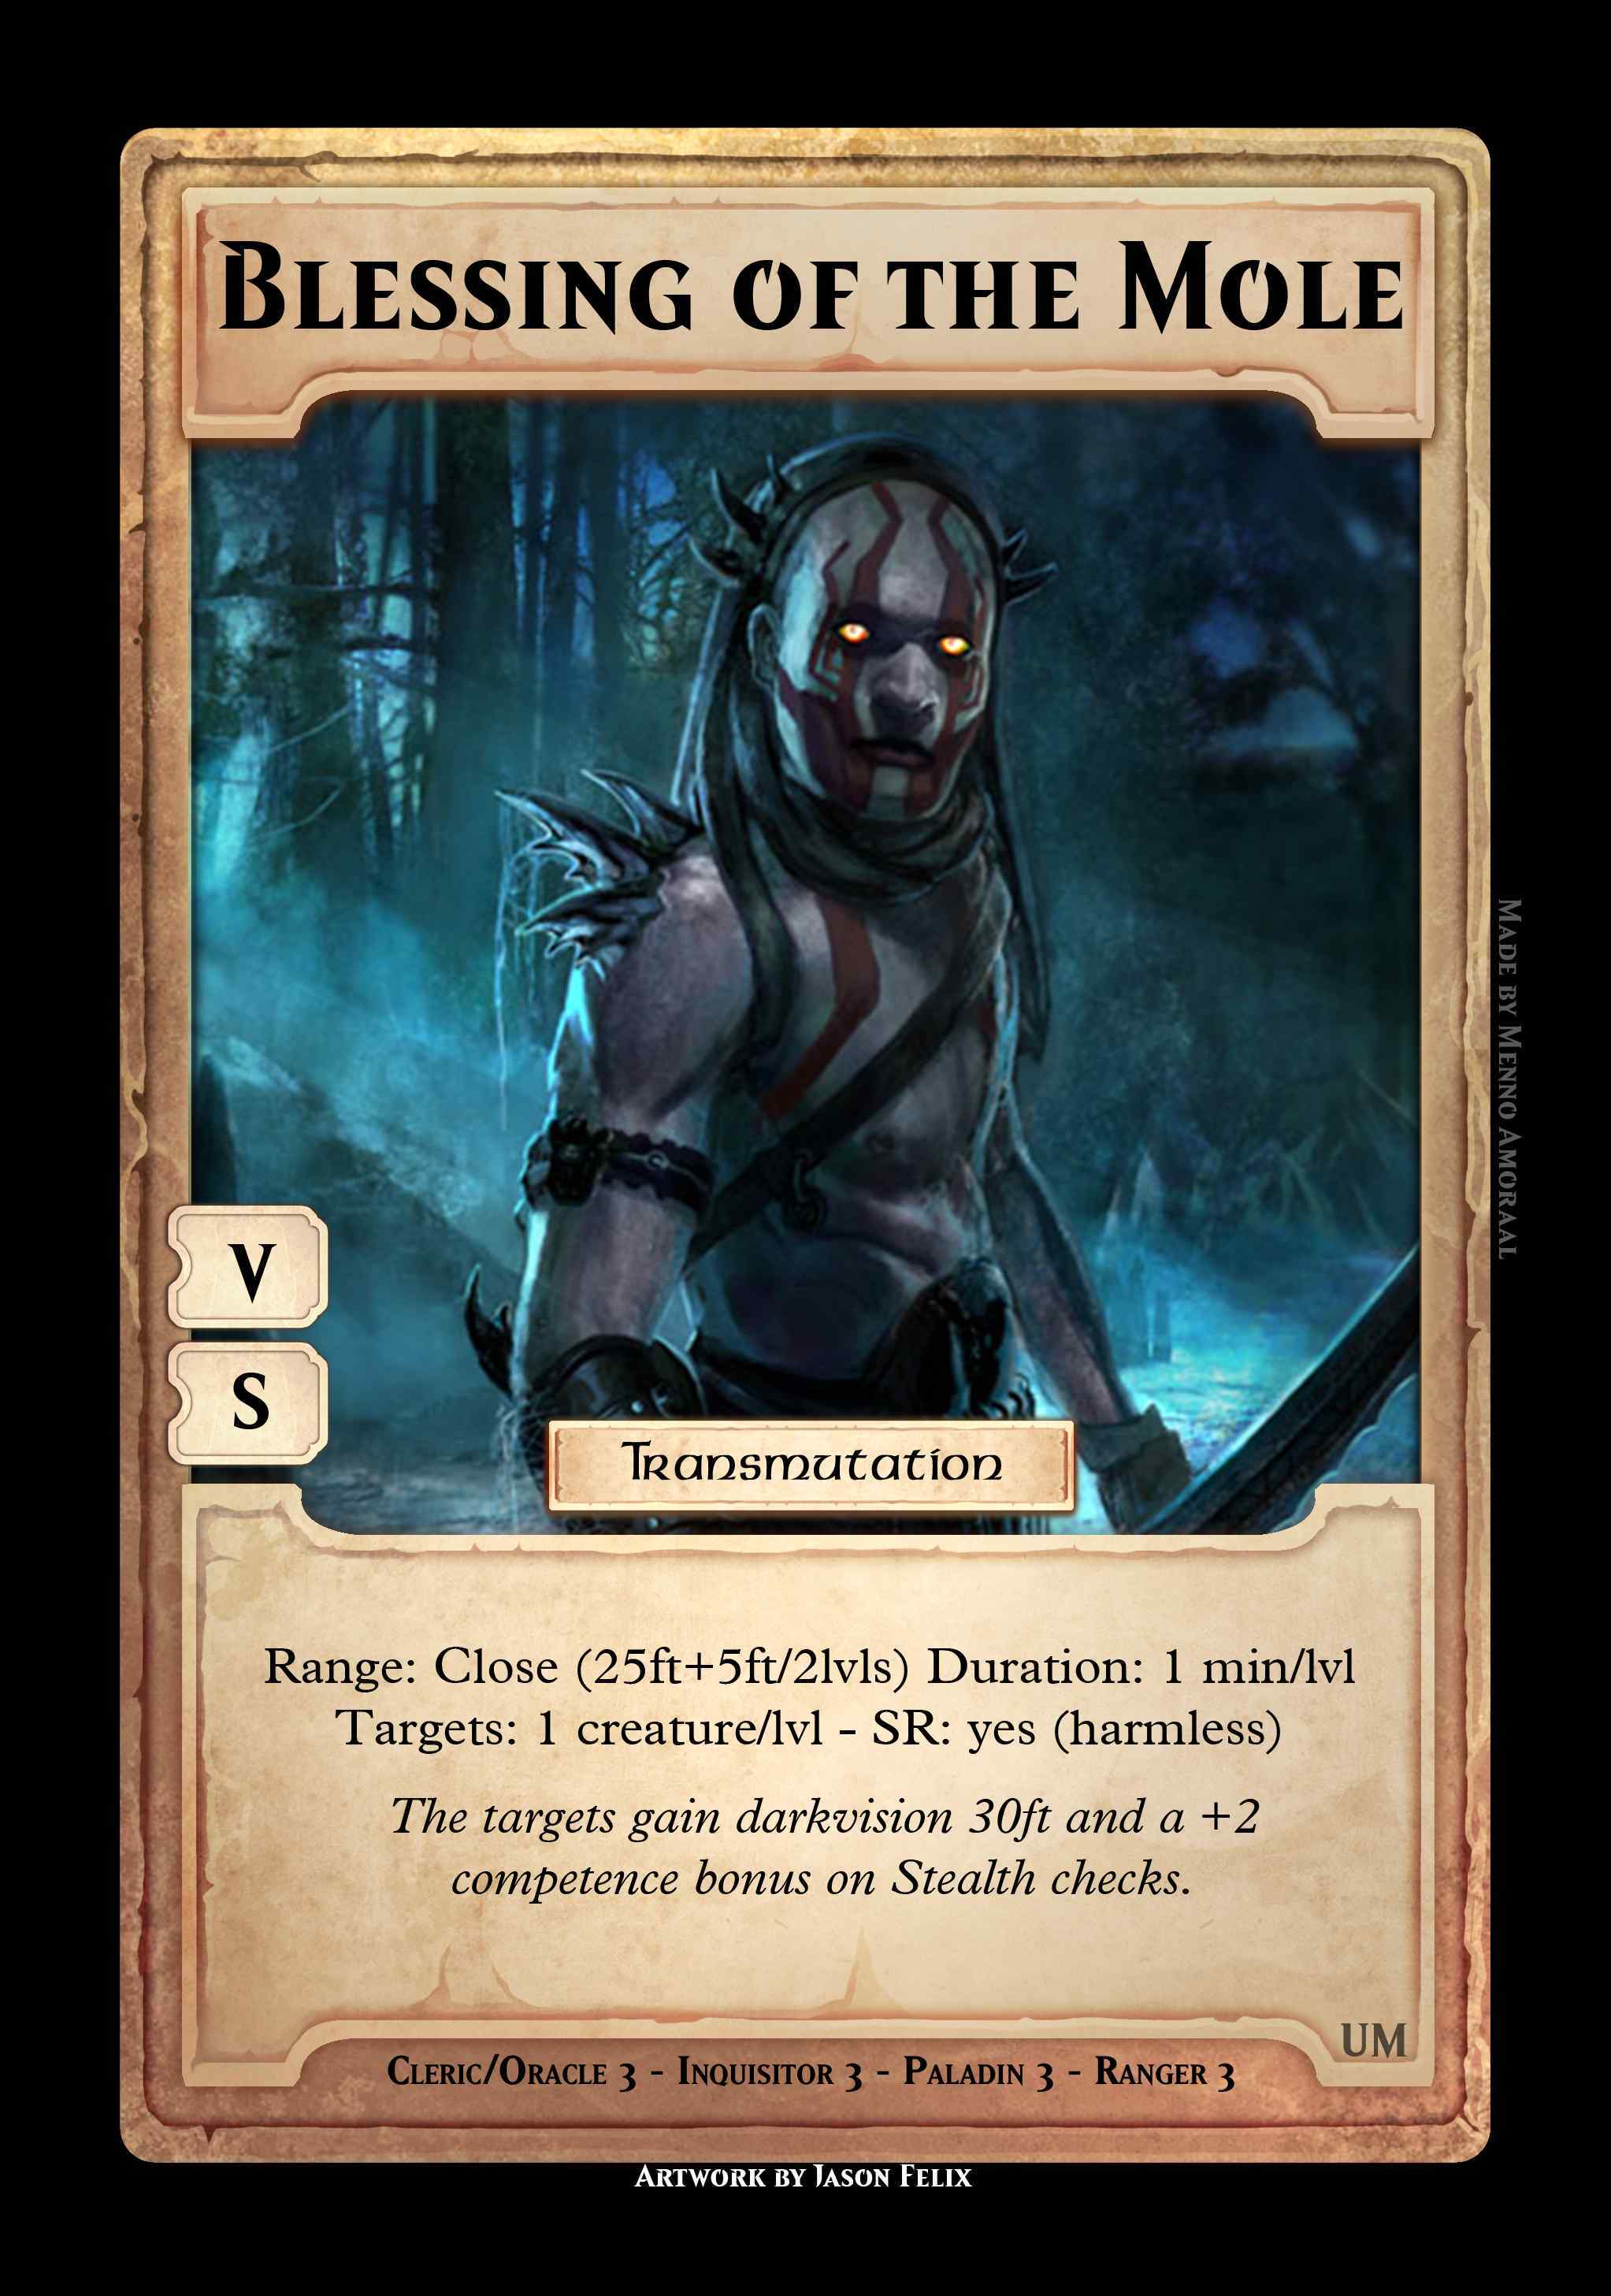 Blessing of the Mole
V
S
Transmutation
Range: Close (25ft+5ft/2lvls) Duration: 1 min/lvl
Targets: 1 creature/lvl - SR: yes (harmless)
The targets gain darkvision 30ft and a +2
competence bonus on Stealth checks.
UM
Cleric/Oracle 3 - Inquisitor 3 - Paladin 3 - Ranger 3
Artwork by Jason Felix
Made by Menno Amoraal